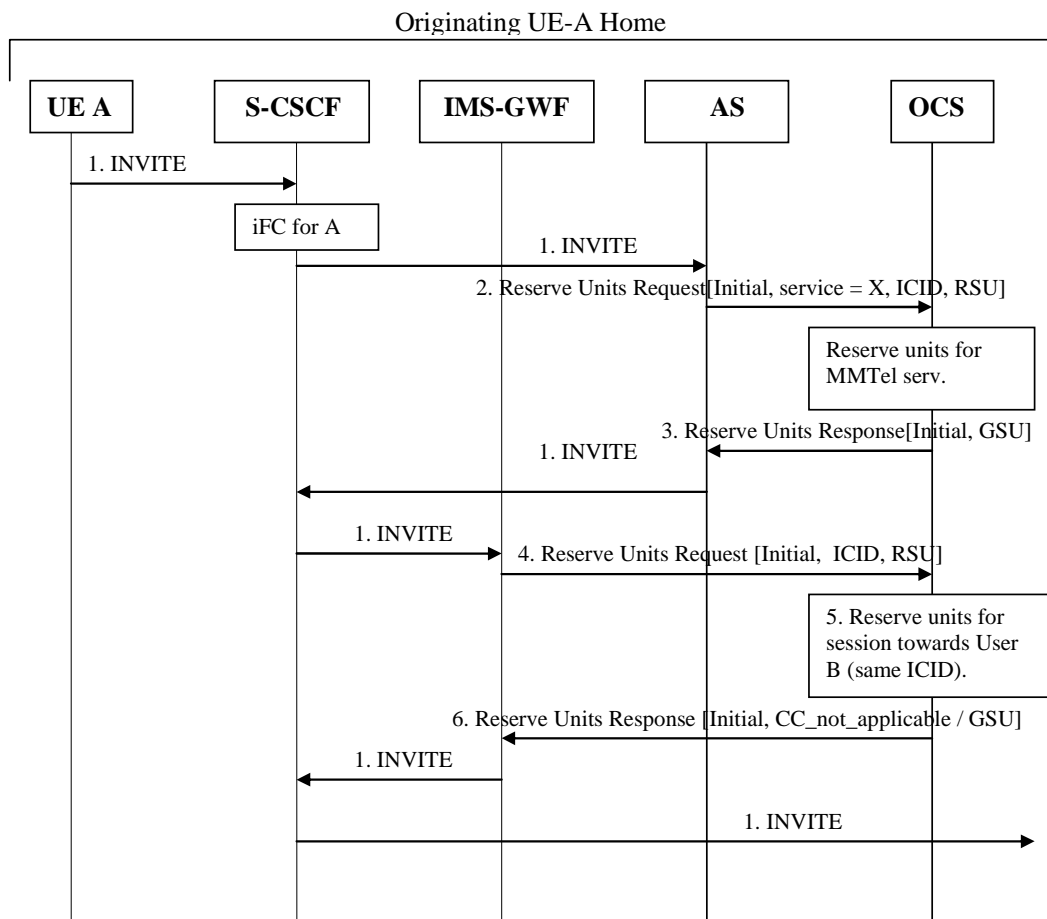 Originating UE-A Home
UE A
S-CSCF
IMS-GWF
AS
OCS
1. INVITE
iFC for A
1. INVITE
2. Reserve Units Request[Initial, service = X, ICID, RSU]
Reserve units for
MMTel serv.
3. Reserve Units Response[Initial, GSU]
1. INVITE
1. INVITE
4. Reserve Units Request [Initial, ICID, RSU]
5. Reserve units for
session towards User
B (same ICID).
6. Reserve Units Response [Initial, CC_not_applicable / GSU]
1. INVITE
1. INVITE